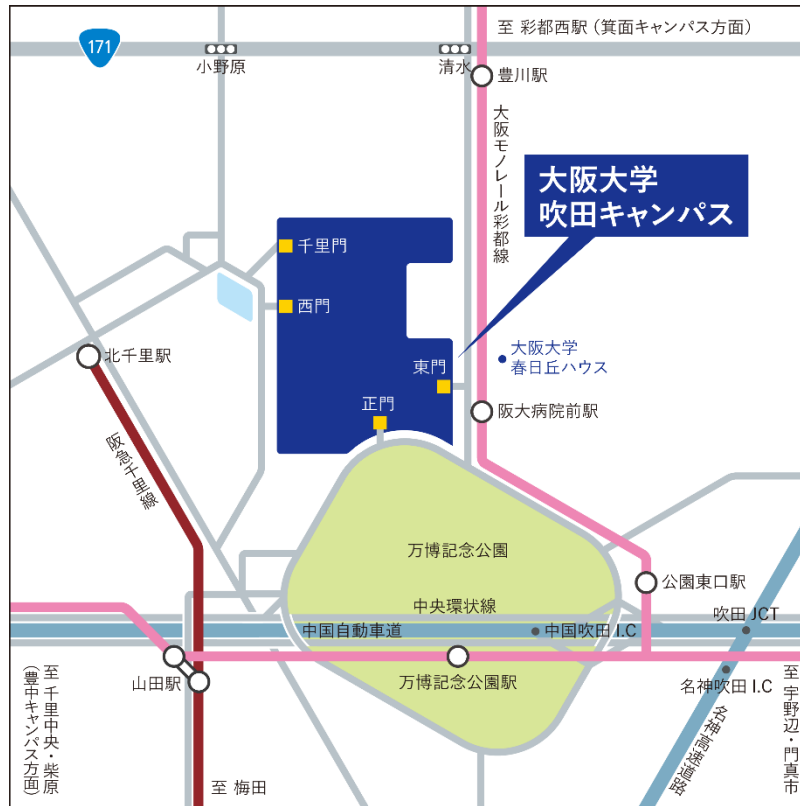 至 彩都西駅 (箕面キャンパス方面)
171
小野原
清水
豊川駅
大阪モノレール彩都線
大阪大学
吹田キャンパス
千里門
西門
北千里駅
大阪大学
春日丘ハウス
東門
正門
阪大病院前駅
阪急千里線
万博記念公園
公園東口駅
中央環状線
吹田 JCT
中国自動車道
中国吹田 I.C
山田駅
万博記念公園駅
名神吹田 I.C
至 千里中央・柴原
(豊中キャンパス方面)
至 梅田
名神高速道路
至 宇野辺・門真市